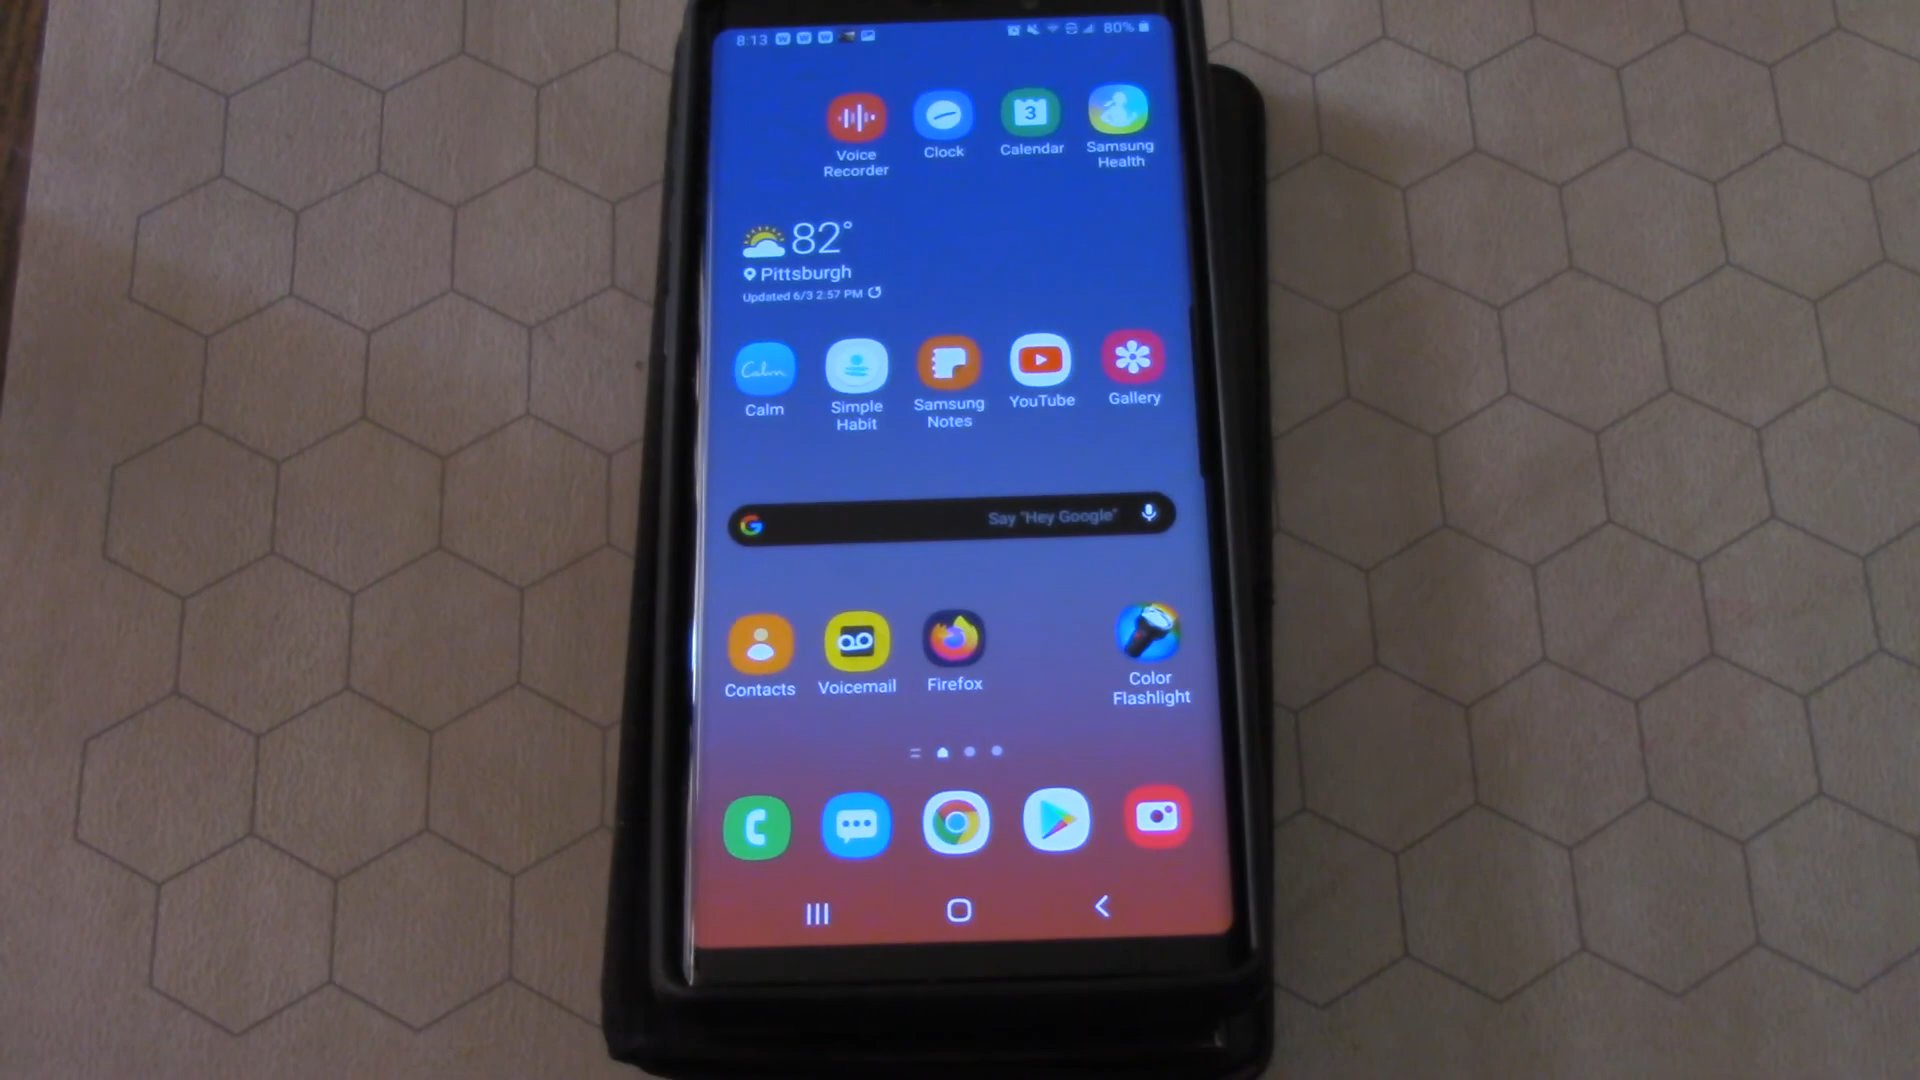 8:13 W W W 80%
Voice
Recorder
Clock
3
Calendar
Samsung
Health
82°
Pittsburgh
Updated 6/3 2:57 PM
Calm
Calm
Simple
Habit
Samsung
Notes
YouTube
Gallery
G Say "Hey Google"
Contacts
Voicemail
Firefox
Color
Flashlight